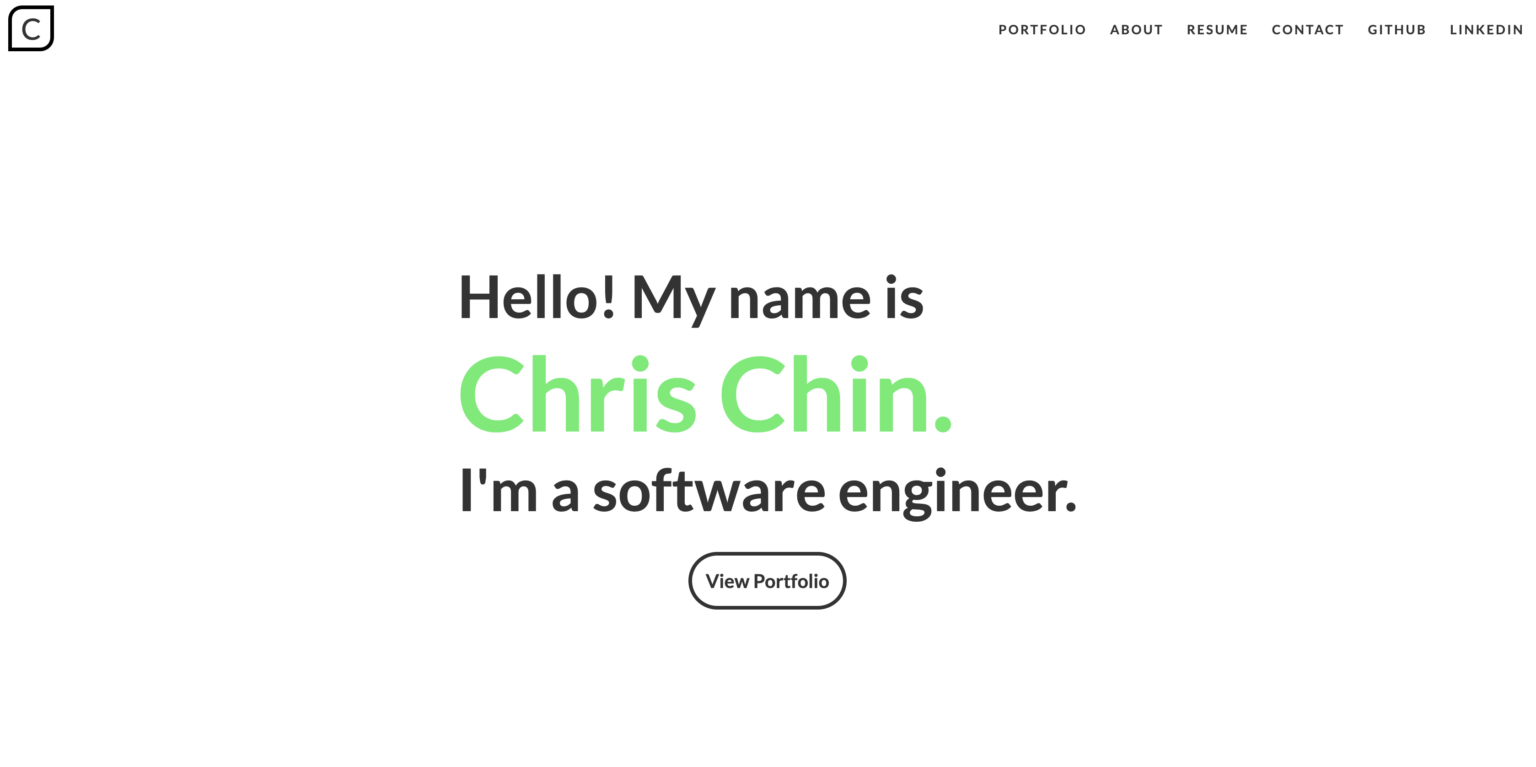 C
PORTFOLIO ABOUT RESUME CONTACT GITHUB LINKEDIN
Hello! My name is
Chris Chin.
I'm a software engineer.
View Portfolio